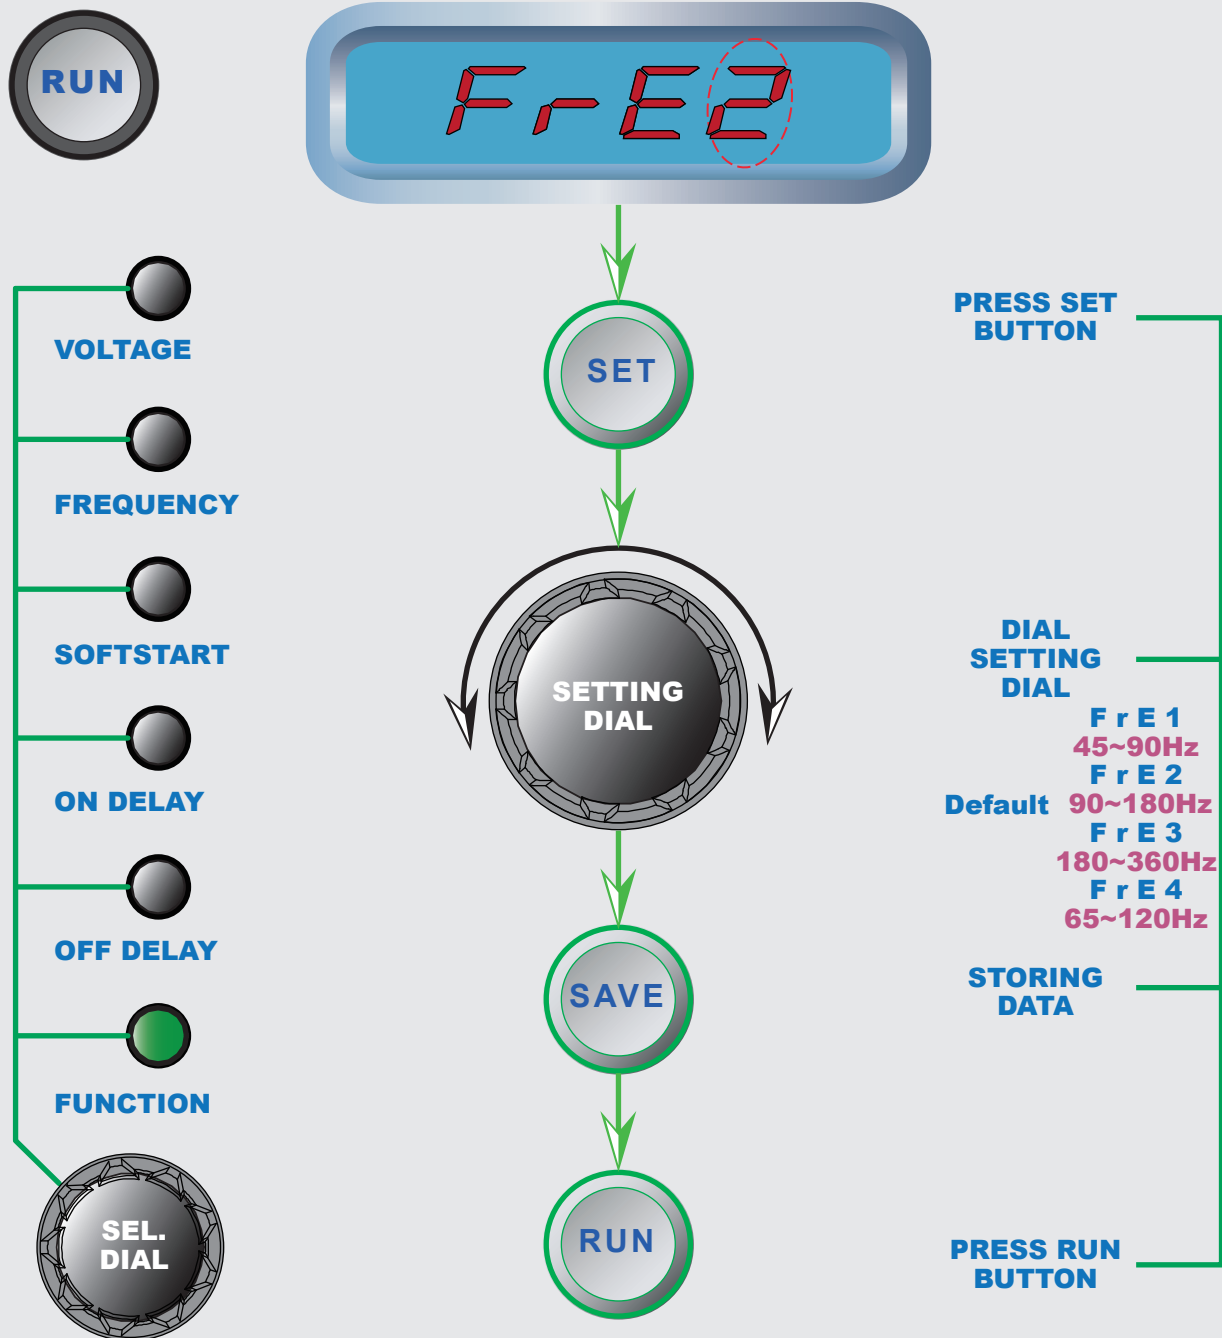 RUN
FrE2
VOLTAGE
FREQUENCY
SOFTSTART
ON DELAY
OFF DELAY
FUNCTION
SEL.
DIAL
SET
SETTING
DIAL
SAVE
RUN
PRESS SET
BUTTON
DIAL
SETTING
DIAL
F r E 1
45~90Hz
F r E 2
Default 90~180Hz
F r E 3
180~360Hz
F r E 4
65~120Hz
STORING
DATA
PRESS RUN
BUTTON